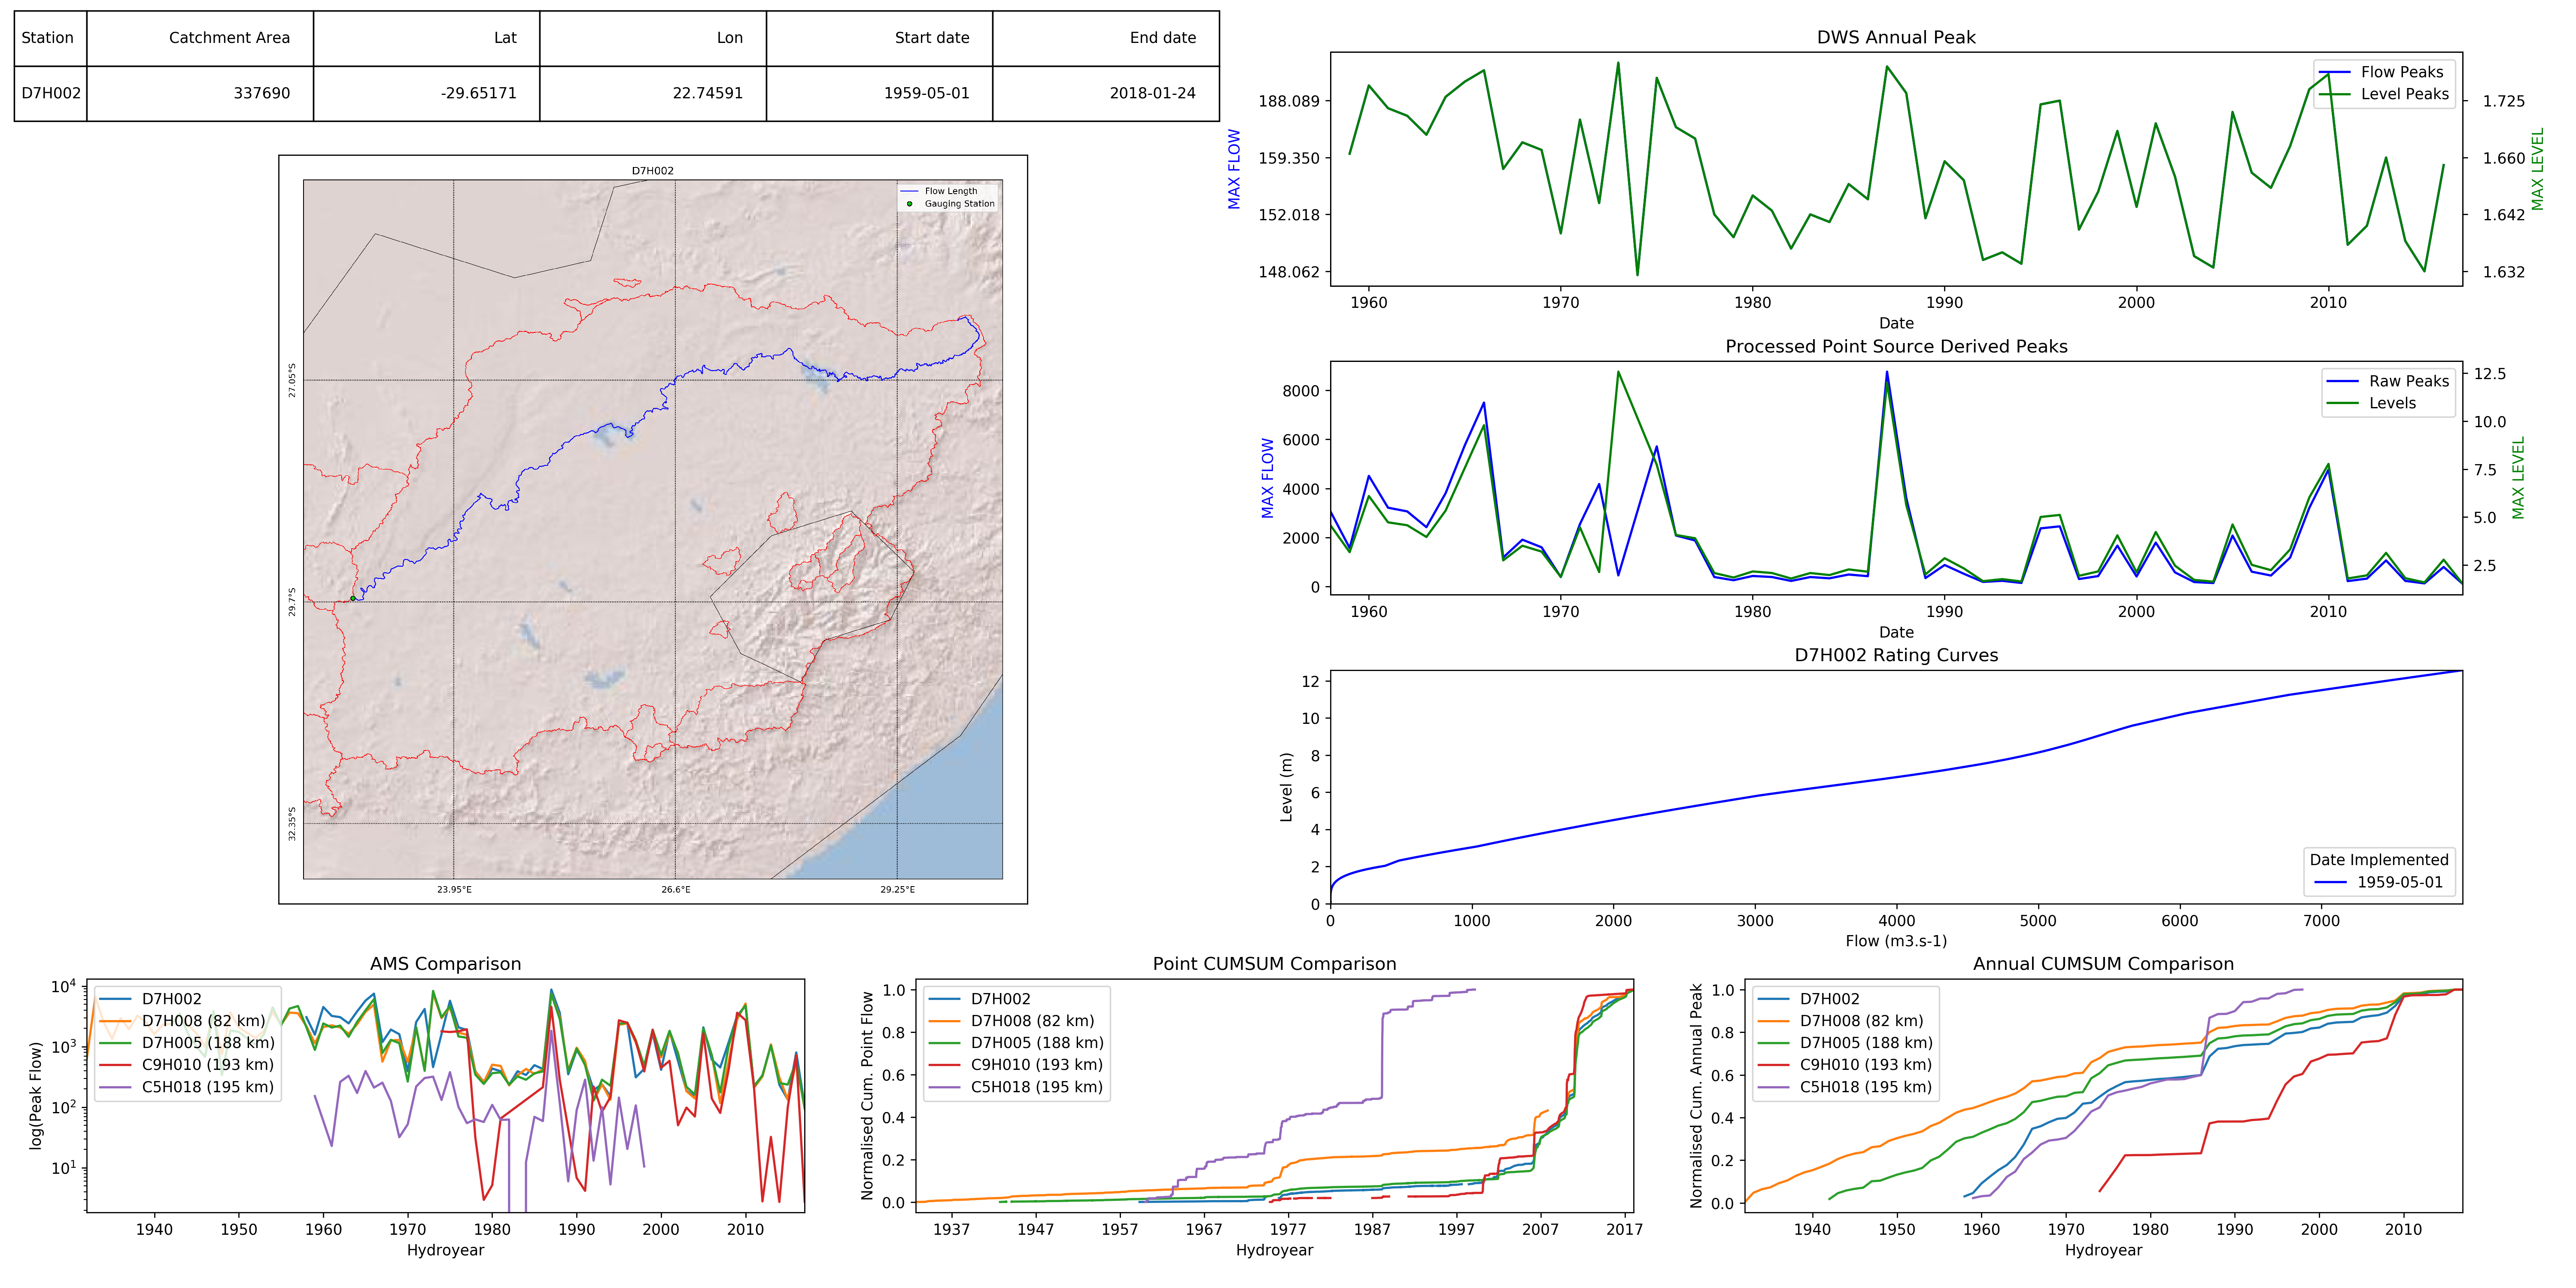 Station Catchment Area Lat Lon Start date End date
D7H002 337690 -29.65171 22.74591 1959-05-01 2018-01-24
D7H002
Flow Length
Gauging Station
27.05°S
29.7°S
32.35°S
23.95°E 26.6°E 29.25°E
DWS Annual Peak
Flow Peaks
Level Peaks
MAX FLOW
188.089
159.350
152.018
148.062
1.725
1.660
1.642
1.632
MAX LEVEL
1960 1970 1980 1990 2000 2010
Date
Processed Point Source Derived Peaks
Raw Peaks
Levels
MAX FLOW
8000
6000
4000
2000
0
12.5
10.0
7.5
5.0
2.5
MAX LEVEL
1960 1970 1980 1990 2000 2010
Date
D7H002 Rating Curves
Level (m)
12
10
8
6
4
2
0
Date Implemented
1959-05-01
0 1000 2000 3000 4000 5000 6000 7000
Flow (m3.s-1)
AMS Comparison
D7H002
D7H008 (82 km)
D7H005 (188 km)
C9H010 (193 km)
C5H018 (195 km)
log(Peak Flow)
10⁴
10³
10²
10¹
1940 1950 1960 1970 1980 1990 2000 2010
Hydroyear
Point CUMSUM Comparison
D7H002
D7H008 (82 km)
D7H005 (188 km)
C9H010 (193 km)
C5H018 (195 km)
Normalised Cum. Point Flow
1.0
0.8
0.6
0.4
0.2
0.0
1937 1947 1957 1967 1977 1987 1997 2007 2017
Hydroyear
Annual CUMSUM Comparison
D7H002
D7H008 (82 km)
D7H005 (188 km)
C9H010 (193 km)
C5H018 (195 km)
Normalised Cum. Annual Peak
1.0
0.8
0.6
0.4
0.2
0.0
1940 1950 1960 1970 1980 1990 2000 2010
Hydroyear